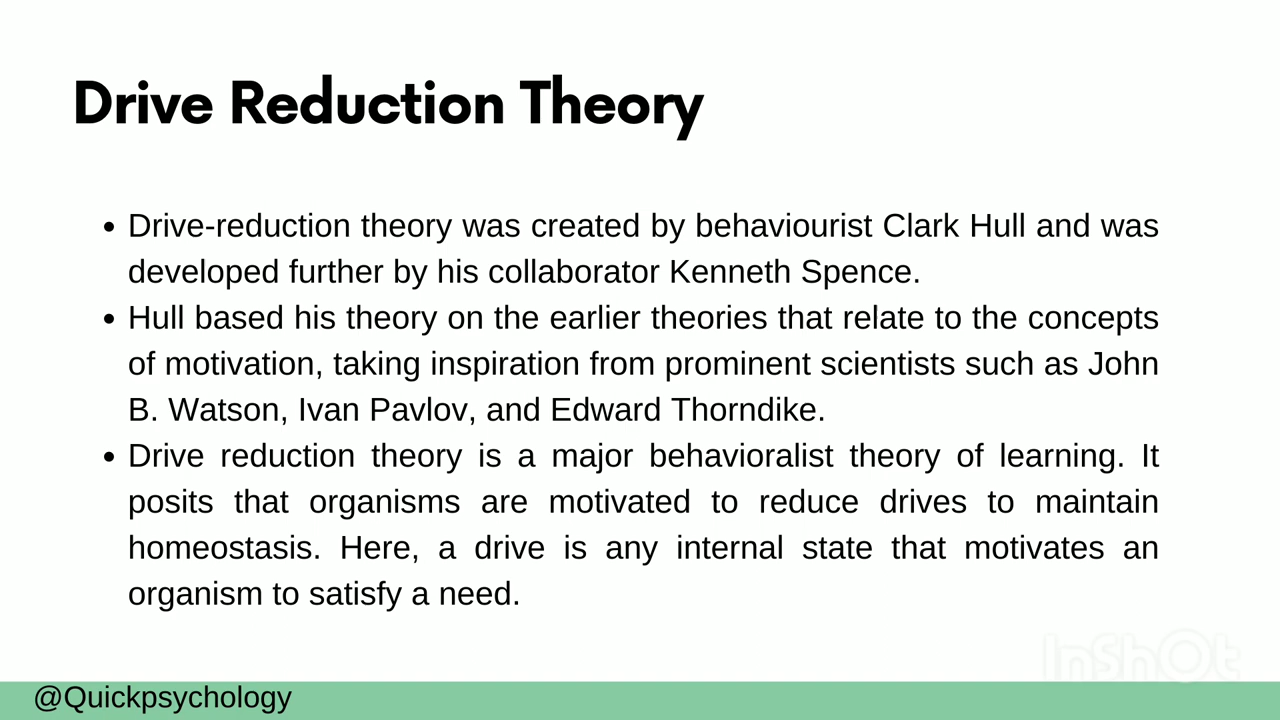 Drive Reduction Theory
• Drive-reduction theory was created by behaviourist Clark Hull and was
developed further by his collaborator Kenneth Spence.
• Hull based his theory on the earlier theories that relate to the concepts
of motivation, taking inspiration from prominent scientists such as John
B. Watson, Ivan Pavlov, and Edward Thorndike.
• Drive reduction theory is a major behavioralist theory of learning. It
posits that organisms are motivated to reduce drives to maintain
homeostasis. Here, a drive is any internal state that motivates an
organism to satisfy a need.
InShOt
@Quickpsychology